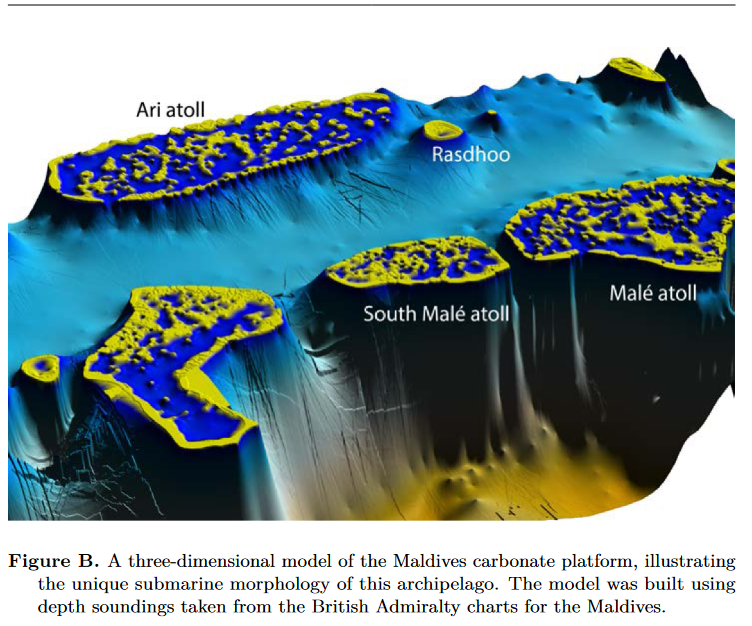 Ari atoll
Rasdhoo
Malé atoll
South Malé atoll
Figure B. A three-dimensional model of the Maldives carbonate platform, illustrating
the unique submarine morphology of this archipelago. The model was built using
depth soundings taken from the British Admiralty charts for the Maldives.